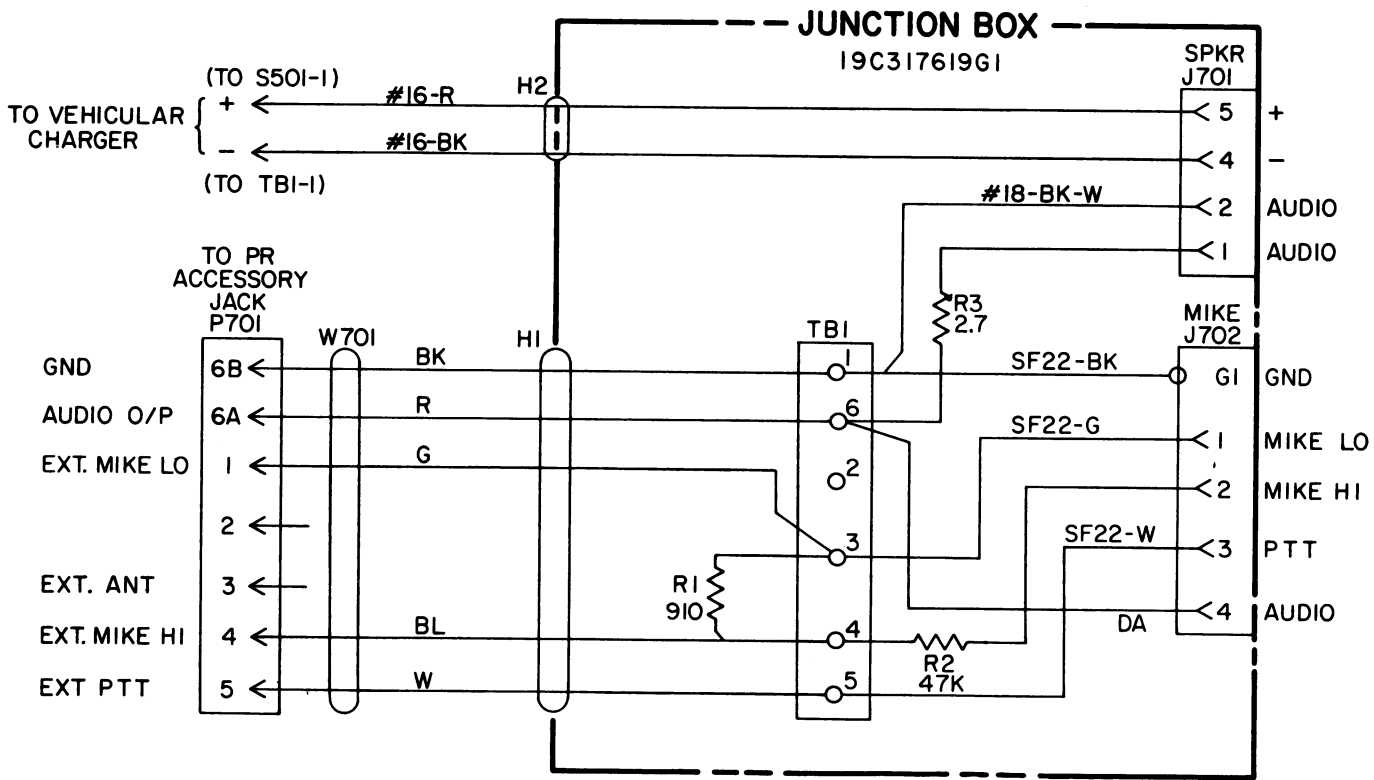 JUNCTION BOX
19C317619G1
SPKR
J701
(TO S501-1)
#16-R
H2
TO VEHICULAR
CHARGER
+
5
+
−
#16-BK
4
−
(TO TB1-1)
#18-BK-W
2
AUDIO
1
AUDIO
TO PR
ACCESSORY
JACK
P701
W701
H1
TB1
R3
2.7
MIKE
J702
GND
6B
BK
1
SF22-BK
G1
GND
AUDIO O/P
6A
R
6
SF22-G
1
MIKE LO
EXT. MIKE LO
1
G
2
2
MIKE HI
2
3
SF22-W
3
PTT
EXT. ANT
3
R1
910
4
AUDIO
DA
EXT. MIKE HI
4
BL
4
R2
47K
EXT PTT
5
W
5